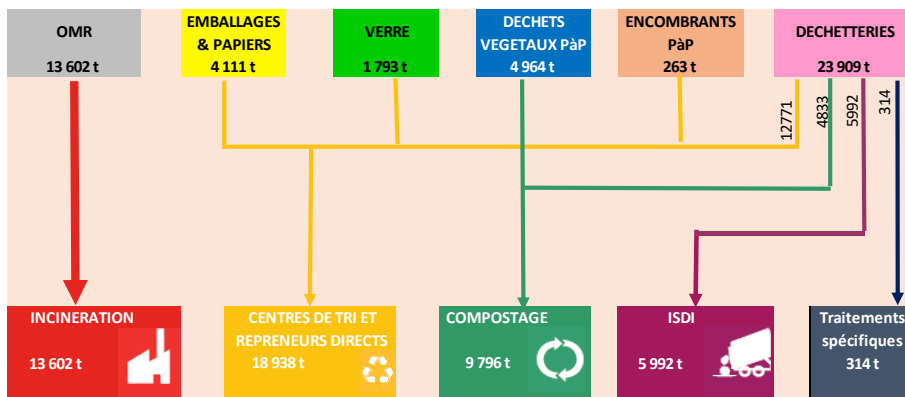 OMR
13 602 t
EMBALLAGES
& PAPIERS
4 111 t
VERRE
1 793 t
DECHETS
VEGETAUX PàP
4 964 t
ENCOMBRANTS
PàP
263 t
DECHETTERIES
23 909 t
12771
4833
5992
314
INCINERATION
13 602 t
CENTRES DE TRI ET
REPRENEURS DIRECTS
18 938 t
COMPOSTAGE
9 796 t
ISDI
5 992 t
Traitements
spécifiques
314 t